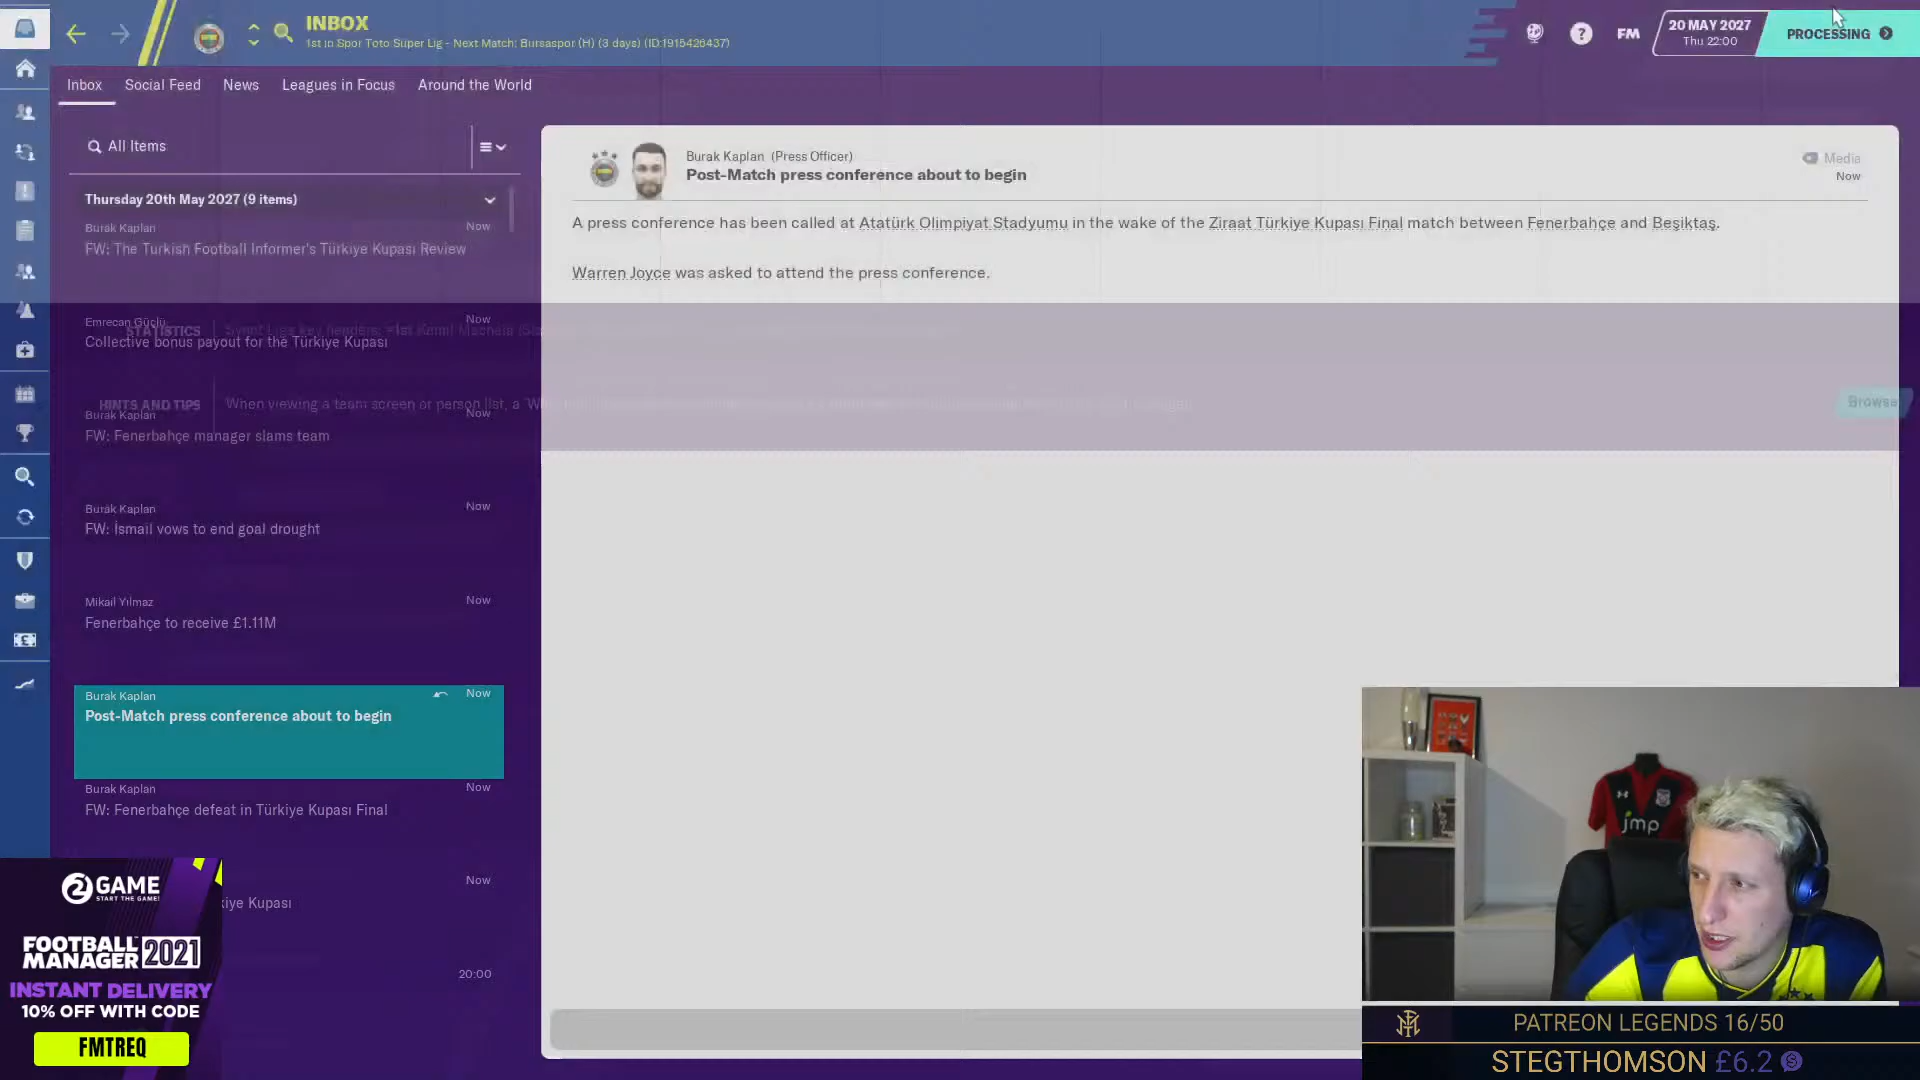 INBOX
1st in Spor Toto Süper Lig - Next Match: Bursaspor (H) (3 days) (ID:1915426437)
?
FM
20 MAY 2027
Thu 22:00
PROCESSING
Inbox
Social Feed
News
Leagues in Focus
Around the World
All Items
Thursday 20th May 2027 (9 items)
Burak Kaplan
Now
FW: The Turkish Football Informer's Türkiye Kupası Review
Emrecan Güçlü
Now
Collective bonus payout for the Türkiye Kupası
Burak Kaplan
Now
FW: Fenerbahçe manager slams team
Burak Kaplan
Now
FW: İsmail vows to end goal drought
Mikail Yılmaz
Now
Fenerbahçe to receive £1.11M
Burak Kaplan
Now
Post-Match press conference about to begin
Burak Kaplan
Now
FW: Fenerbahçe defeat in Türkiye Kupası Final
Now
kiye Kupası
20:00
Burak Kaplan (Press Officer)
Post-Match press conference about to begin
Media
Now
A press conference has been called at Atatürk Olimpiyat Stadyumu in the wake of the Ziraat Türkiye Kupası Final match between Fenerbahçe and Beşiktaş.
Warren Joyce was asked to attend the press conference.
STATISTICS
HINTS AND TIPS
When viewing a team screen or person list, a
Browse
2GAME
START THE GAME!
FOOTBALL
MANAGER 2021
INSTANT DELIVERY
10% OFF WITH CODE
FMTREQ
jmp
PATREON LEGENDS 16/50
STEGTHOMSON £6.2